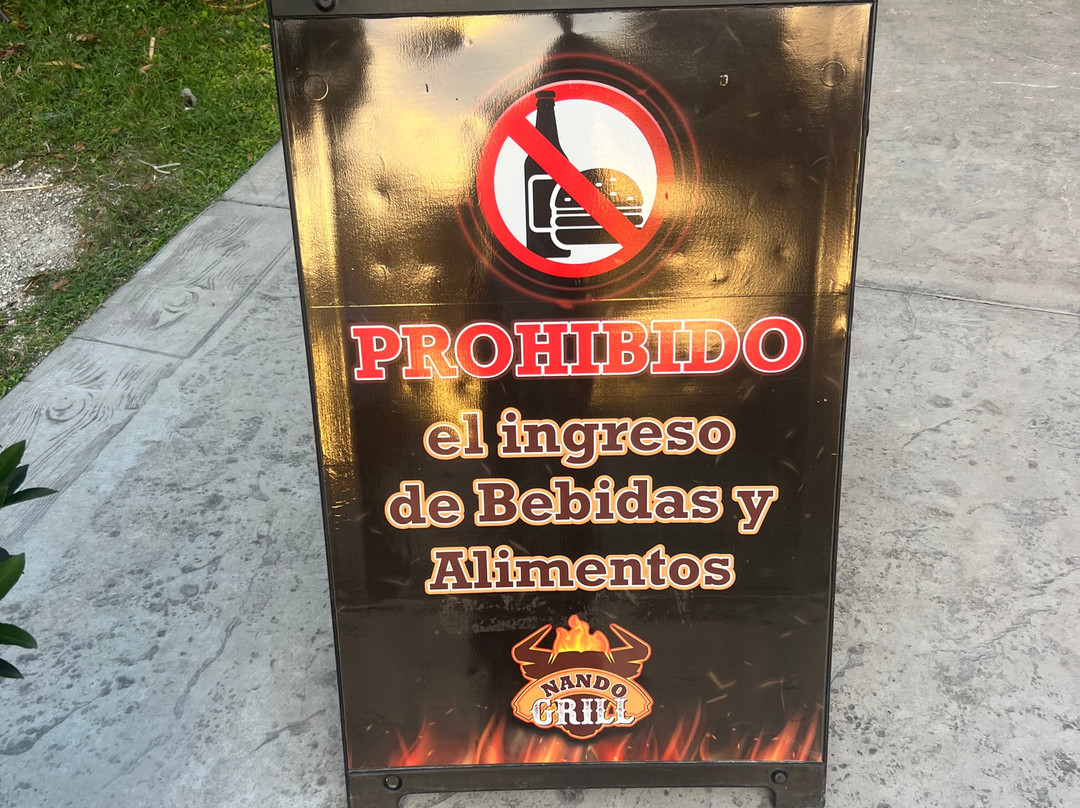 PROHIBIDO
el ingreso
de Bebidas y
Alimentos
NANDO
GRILL